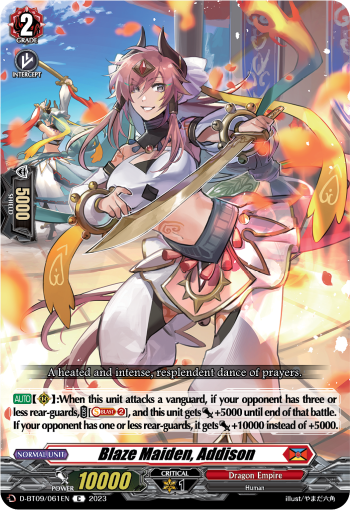 2
GRADE
INTERCEPT
5000
SHIELD
A heated and intense, resplendent dance of prayers.
AUTO [ ]:When this unit attacks a vanguard, if your opponent has three or
less rear-guards, [ BLAST 2], and this unit gets +5000 until end of that battle.
If your opponent has one or less rear-guards, it gets +10000 instead of +5000.
NORMAL UNIT
Blaze Maiden, Addison
POWER 10000
CRITICAL
1
Dragon Empire
Human
D-BT09/061EN C 2023
illust/やまだ六角